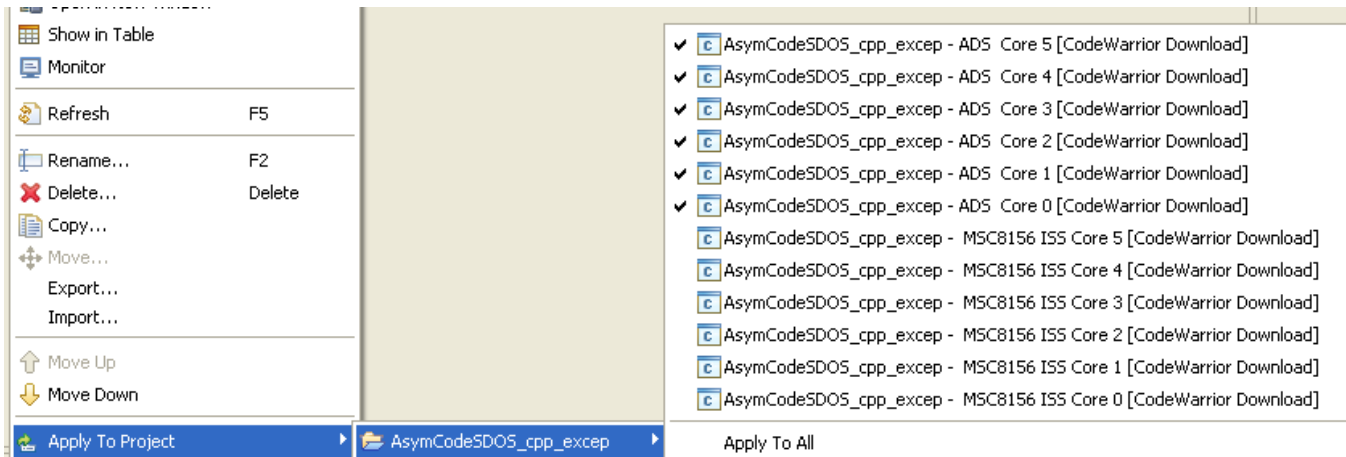 Show in Table
Monitor
Refresh F5
Rename... F2
Delete... Delete
Copy...
Move...
Export...
Import...
Move Up
Move Down
Apply To Project
AsymCodeSDOS_cpp_excep
AsymCodeSDOS_cpp_excep - ADS Core 5 [CodeWarrior Download]
AsymCodeSDOS_cpp_excep - ADS Core 4 [CodeWarrior Download]
AsymCodeSDOS_cpp_excep - ADS Core 3 [CodeWarrior Download]
AsymCodeSDOS_cpp_excep - ADS Core 2 [CodeWarrior Download]
AsymCodeSDOS_cpp_excep - ADS Core 1 [CodeWarrior Download]
AsymCodeSDOS_cpp_excep - ADS Core 0 [CodeWarrior Download]
AsymCodeSDOS_cpp_excep - MSC8156 ISS Core 5 [CodeWarrior Download]
AsymCodeSDOS_cpp_excep - MSC8156 ISS Core 4 [CodeWarrior Download]
AsymCodeSDOS_cpp_excep - MSC8156 ISS Core 3 [CodeWarrior Download]
AsymCodeSDOS_cpp_excep - MSC8156 ISS Core 2 [CodeWarrior Download]
AsymCodeSDOS_cpp_excep - MSC8156 ISS Core 1 [CodeWarrior Download]
AsymCodeSDOS_cpp_excep - MSC8156 ISS Core 0 [CodeWarrior Download]
Apply To All